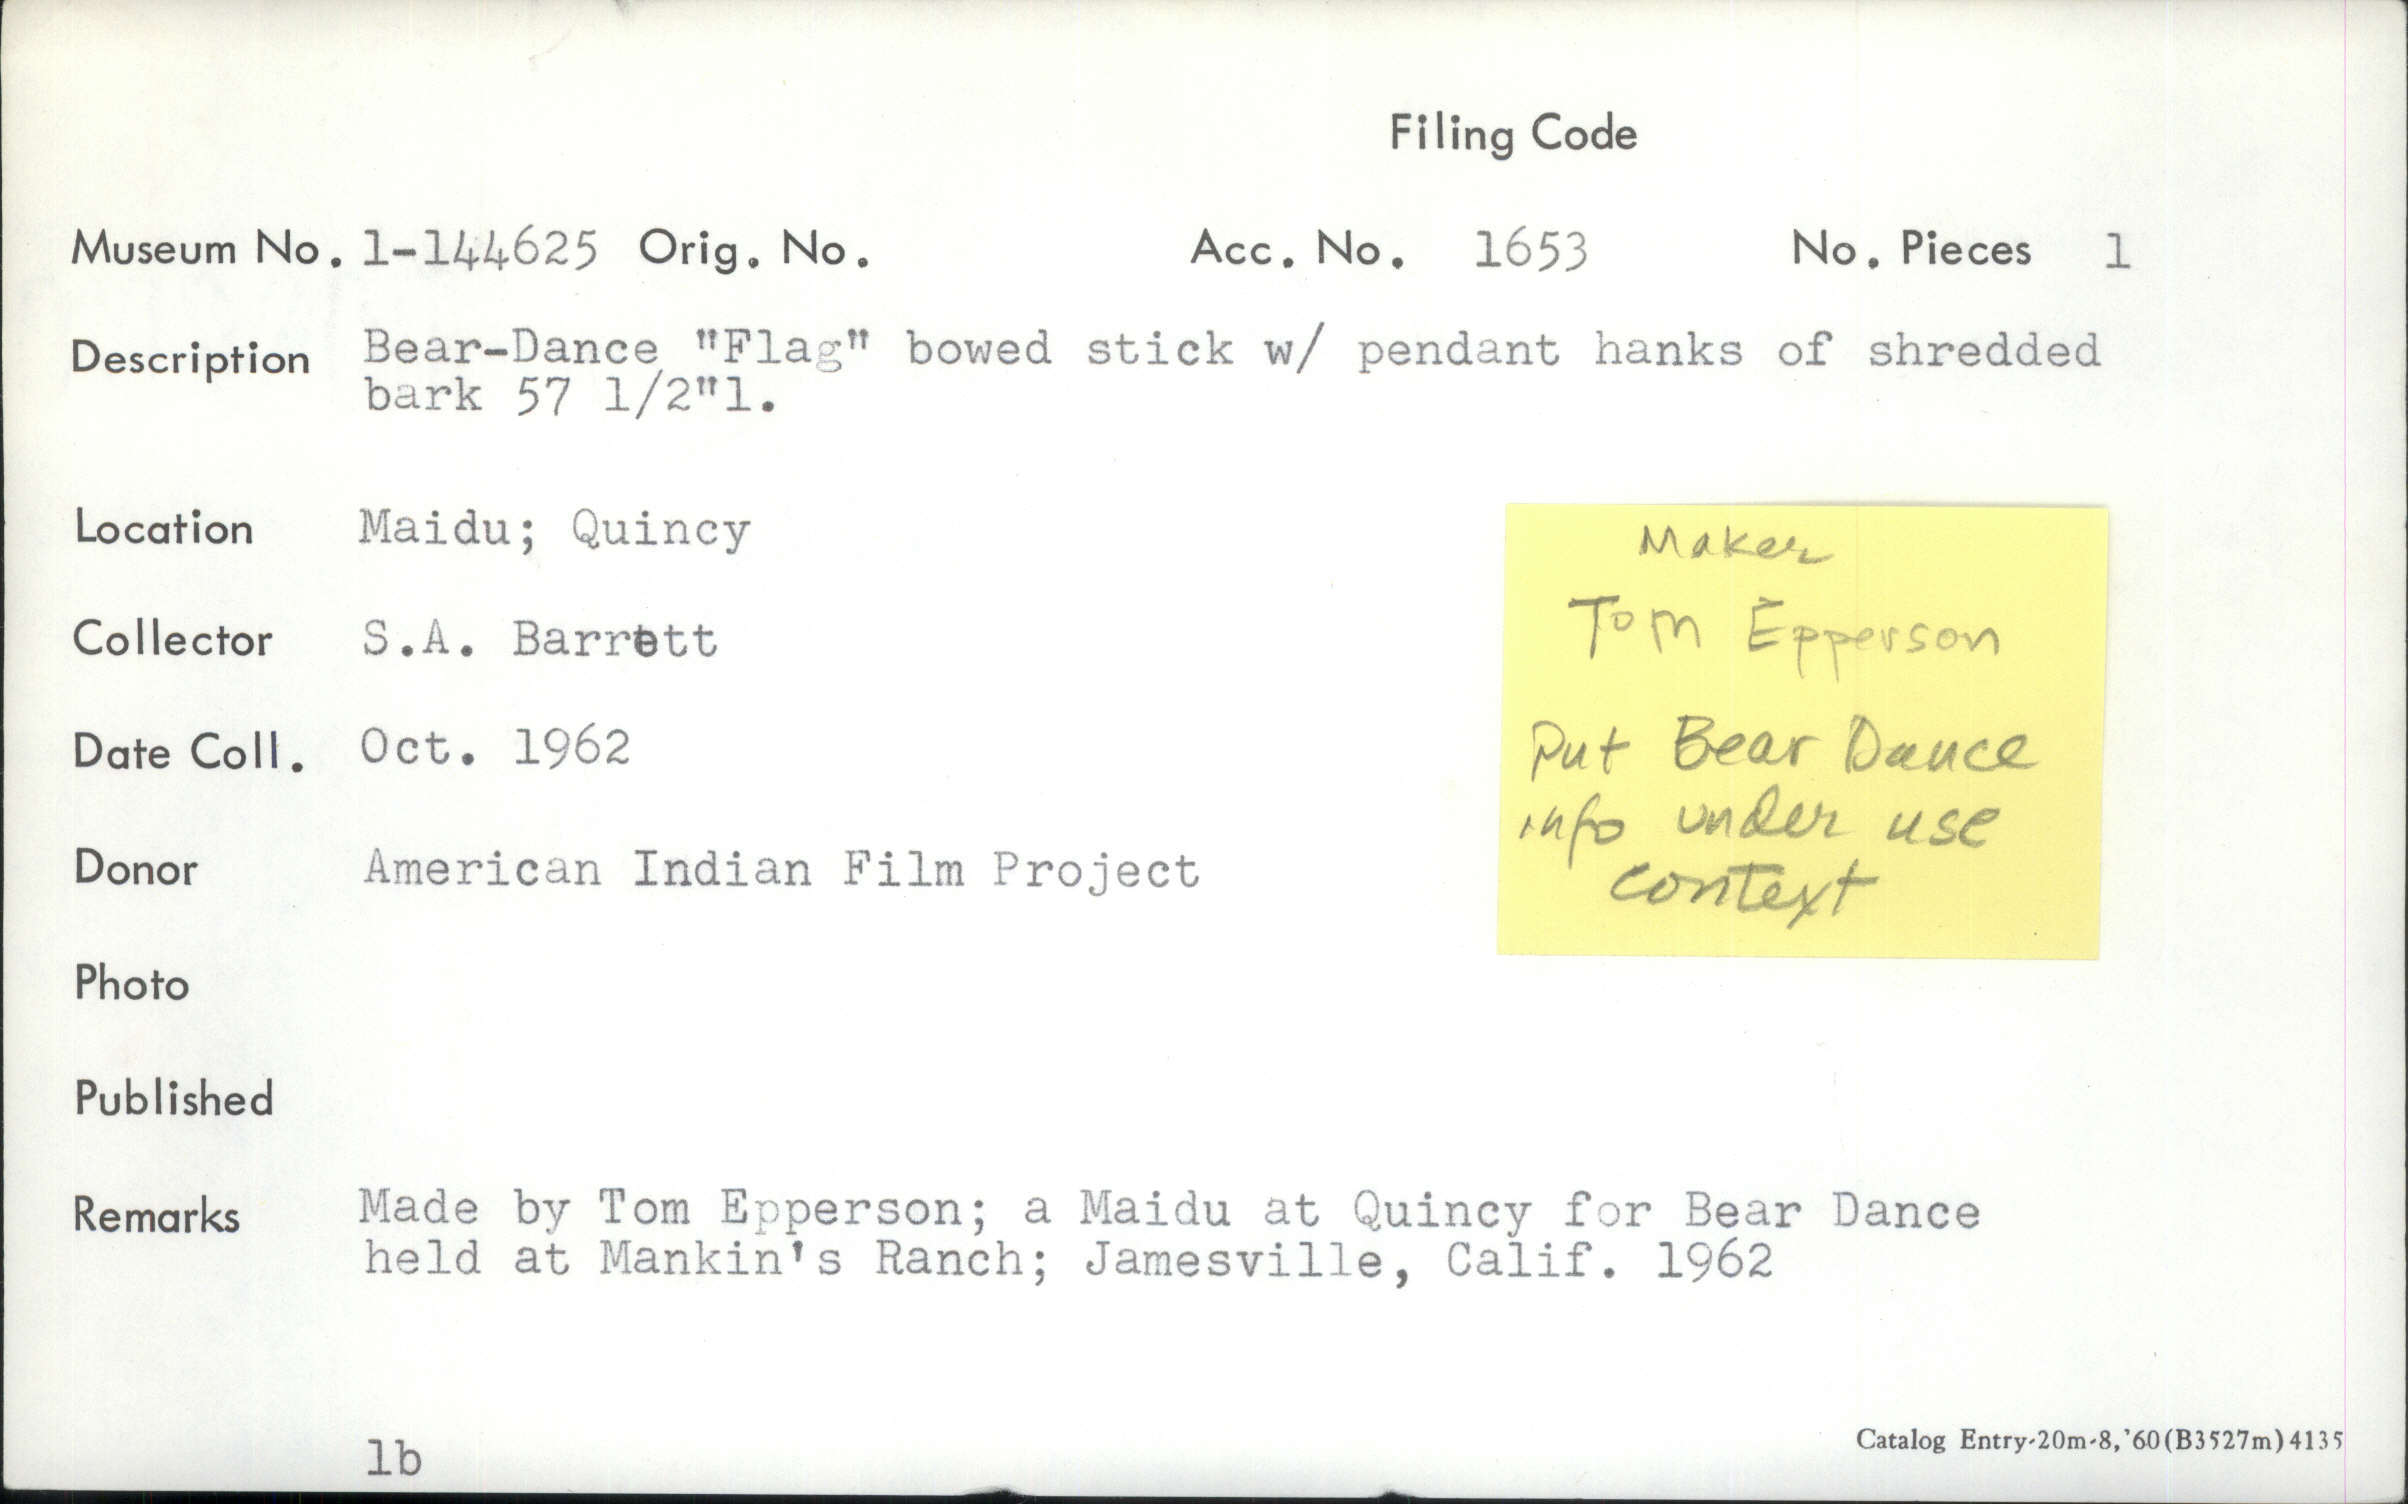 Filing Code
Museum No. 1-144625 Orig. No. Acc. No. 1653 No. Pieces 1
Description Bear-Dance "Flag" bowed stick w/ pendant hanks of shredded
bark 57 1/2"l.
Location Maidu; Quincy
Collector S.A. Barrett
Date Coll. Oct. 1962
Donor American Indian Film Project
Photo
Published
Remarks Made by Tom Epperson; a Maidu at Quincy for Bear Dance
held at Mankin's Ranch; Jamesville, Calif. 1962
lb
Catalog Entry-20m-8,'60(B3527m)4135
Maker
Tom Epperson
Put Bear Dance
info under use
context